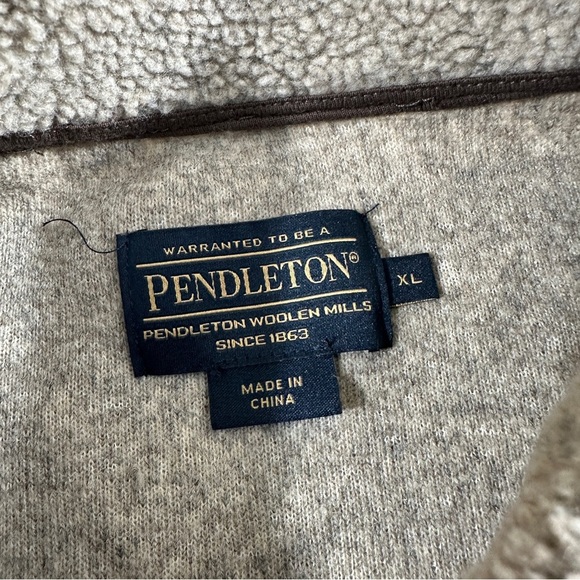 WARRANTED TO BE A
PENDLETON®
PENDLETON WOOLEN MILLS
SINCE 1863
XL
MADE IN
CHINA